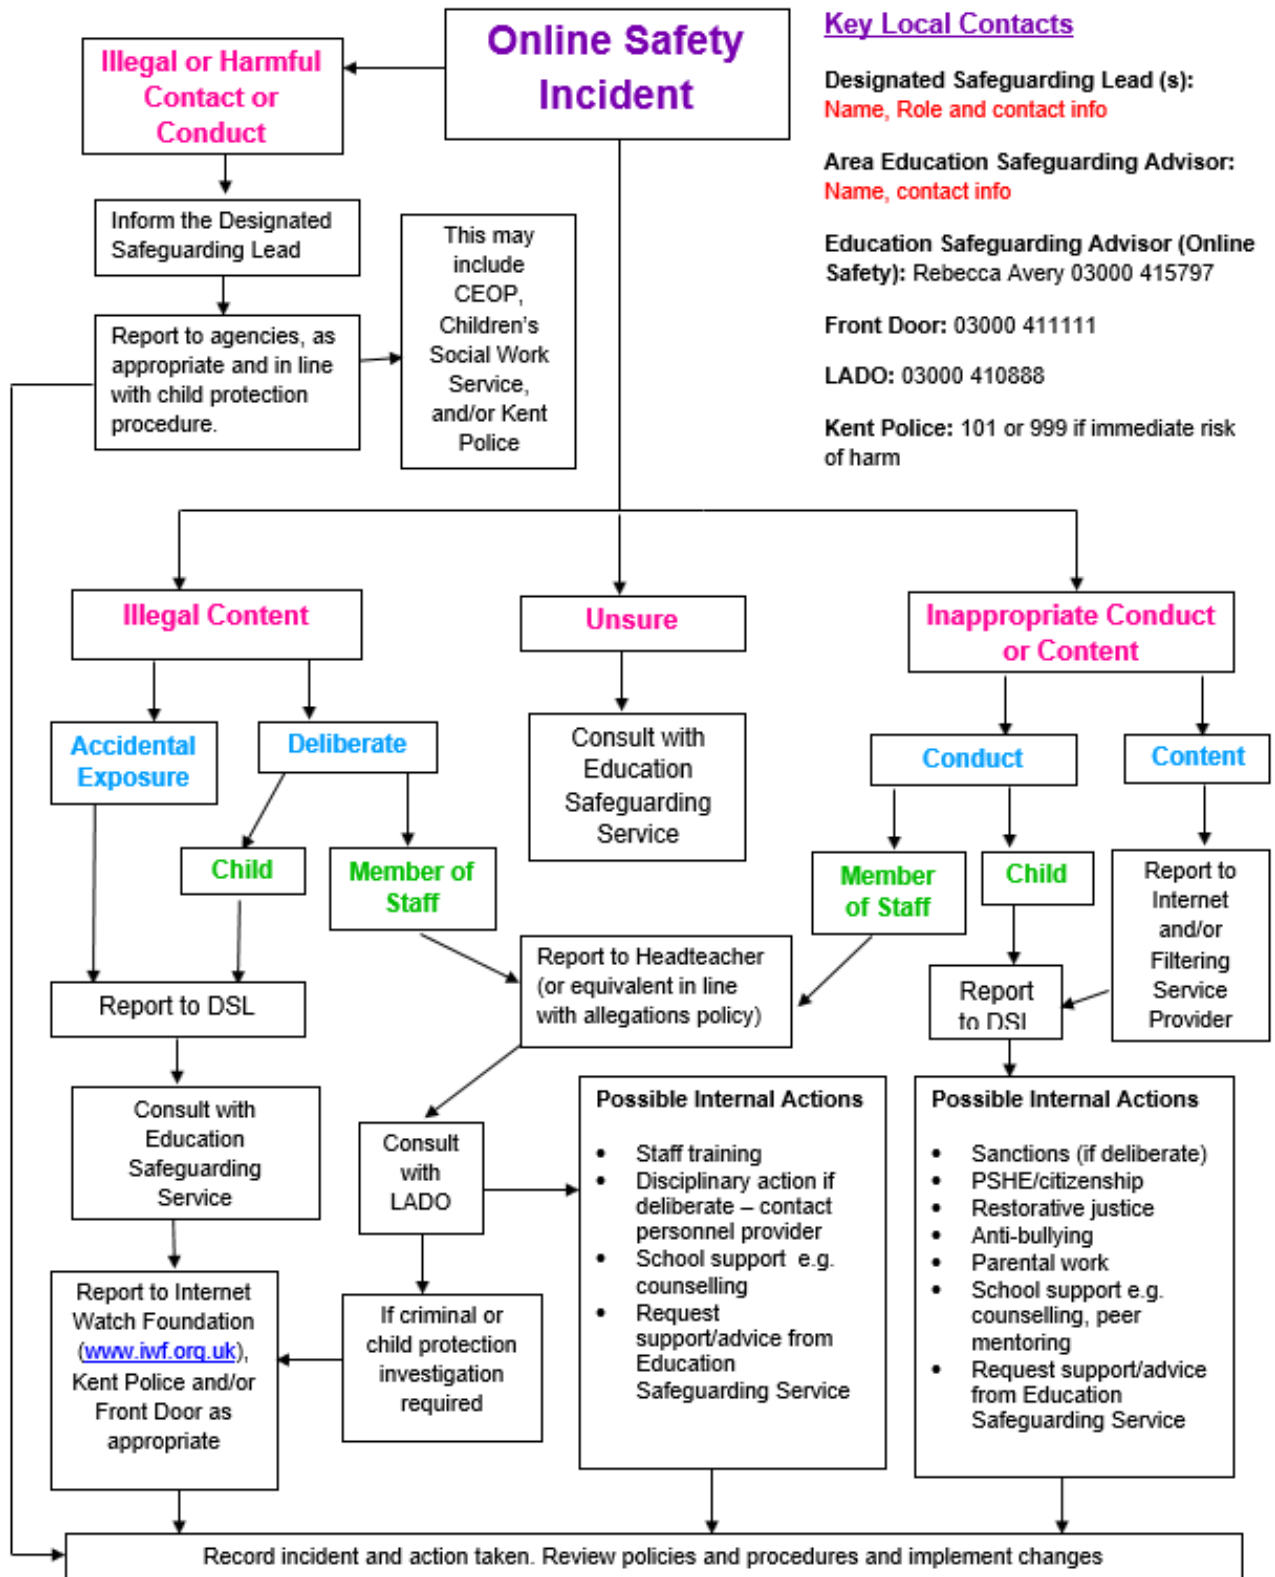 Online Safety
Incident
Key Local Contacts
Designated Safeguarding Lead (s):
Name, Role and contact info
Area Education Safeguarding Advisor:
Name, contact info
Education Safeguarding Advisor (Online
Safety): Rebecca Avery 03000 415797
Front Door: 03000 411111
LADO: 03000 410888
Kent Police: 101 or 999 if immediate risk
of harm
Illegal or Harmful
Contact or
Conduct
Inform the Designated
Safeguarding Lead
Report to agencies, as
appropriate and in line
with child protection
procedure.
This may
include
CEOP,
Children's
Social Work
Service,
and/or Kent
Police
Illegal Content
Unsure
Inappropriate Conduct
or Content
Accidental
Exposure
Deliberate
Consult with
Education
Safeguarding
Service
Conduct
Content
Child
Member of
Staff
Member
of Staff
Child
Report to
Internet
and/or
Filtering
Service
Provider
Report to DSL
Report to Headteacher
(or equivalent in line
with allegations policy)
Report
to DSL
Consult with
Education
Safeguarding
Service
Consult
with
LADO
Possible Internal Actions
• Staff training
• Disciplinary action if
deliberate – contact
personnel provider
• School support e.g.
counselling
• Request
support/advice from
Education
Safeguarding Service
Possible Internal Actions
• Sanctions (if deliberate)
• PSHE/citizenship
• Restorative justice
• Anti-bullying
• Parental work
• School support e.g.
counselling, peer
mentoring
• Request support/advice
from Education
Safeguarding Service
Report to Internet
Watch Foundation
(www.iwf.org.uk),
Kent Police and/or
Front Door as
appropriate
If criminal or
child protection
investigation
required
Record incident and action taken. Review policies and procedures and implement changes